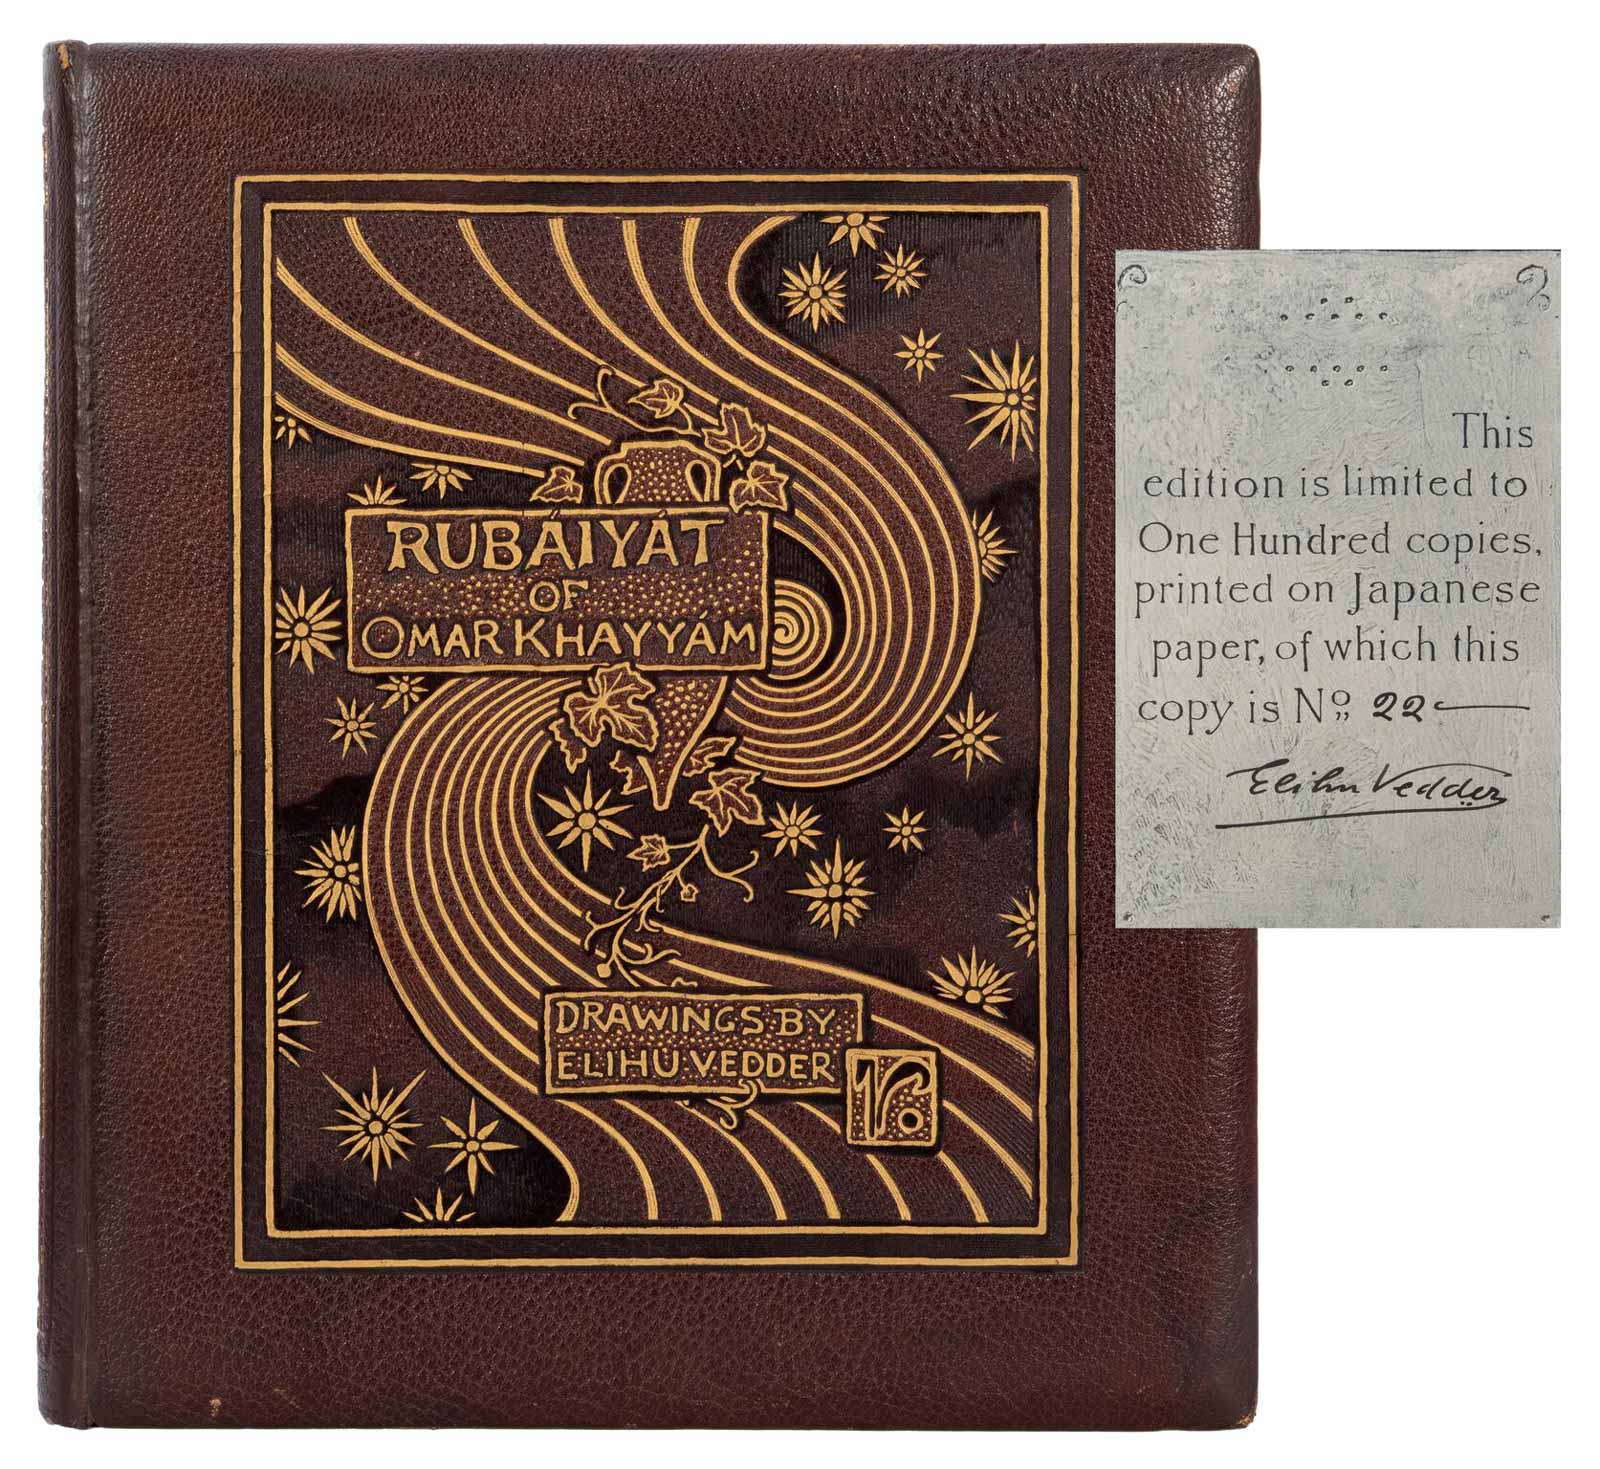 RUBÁIYÁT
OF
OMAR KHAYYÁM
DRAWINGS BY
ELIHU VEDDER
This
edition is limited to
One Hundred copies,
printed on Japanese
paper, of which this
copy is No. 22
Elihu Vedder